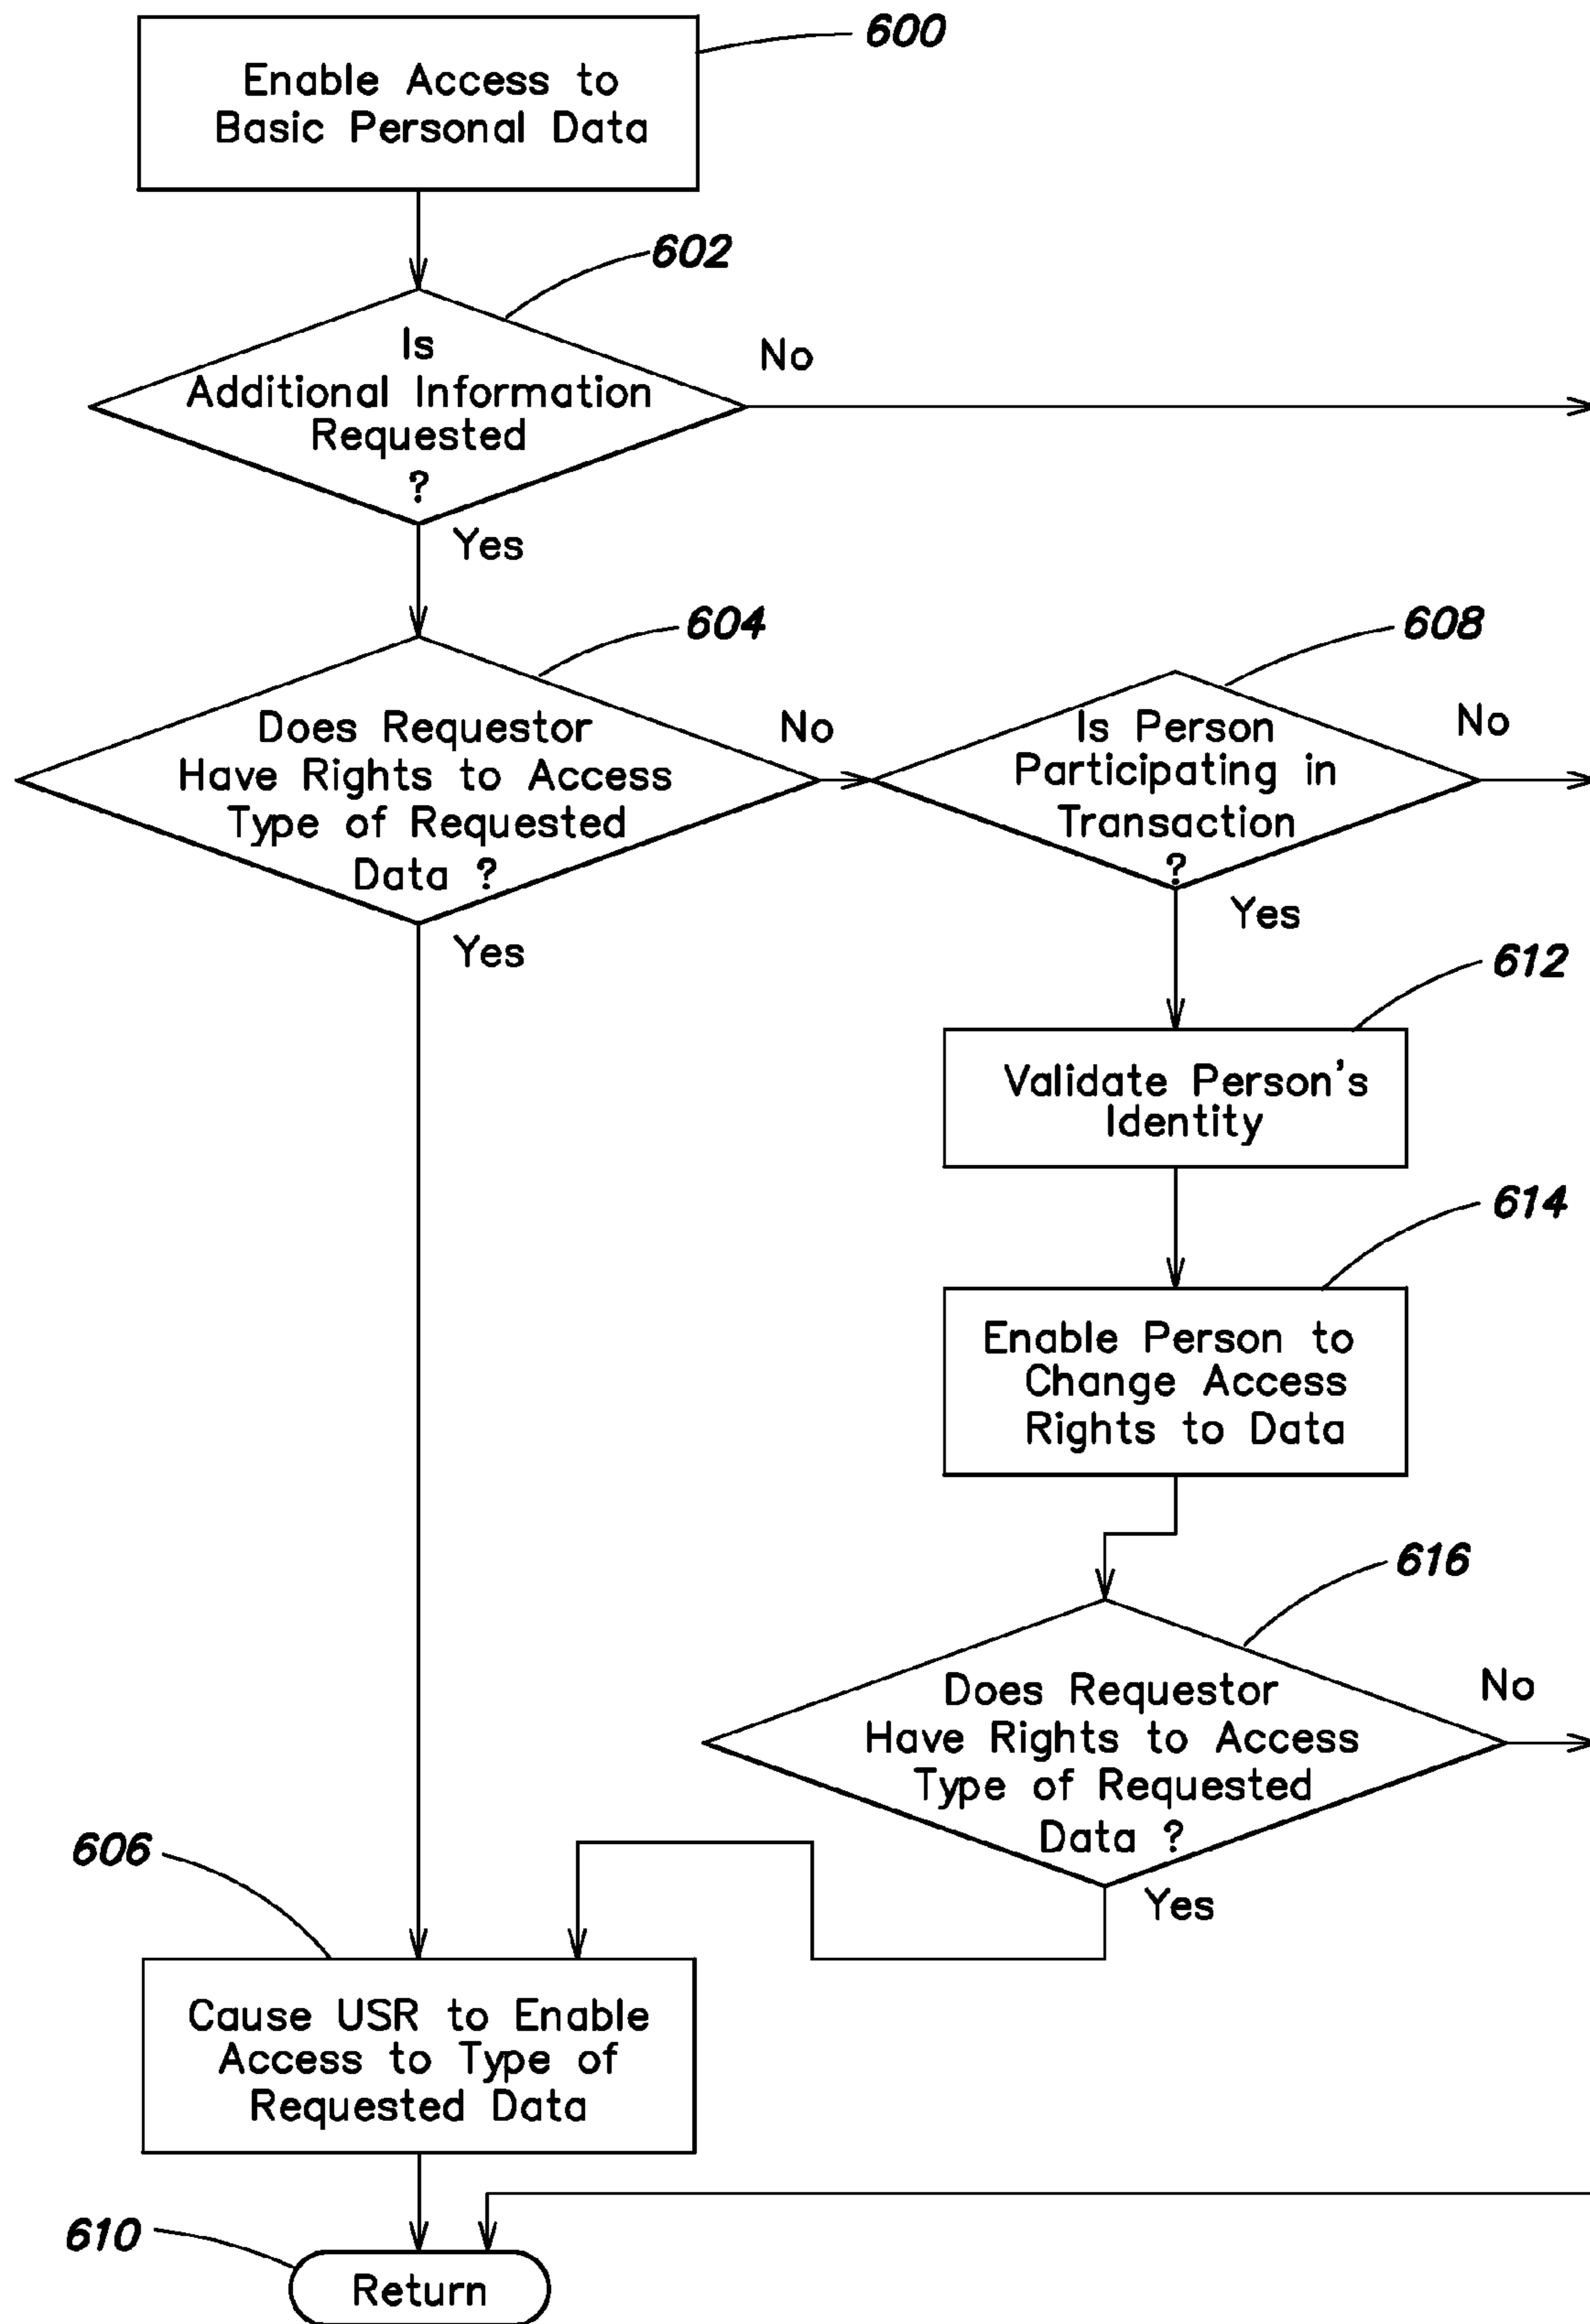 600
Enable Access to
Basic Personal Data
602
Is
Additional Information
Requested
?
No
Yes
604
Does Requestor
Have Rights to Access
Type of Requested
Data ?
No
Yes
608
Is Person
Participating in
Transaction
?
No
Yes
612
Validate Person's
Identity
614
Enable Person to
Change Access
Rights to Data
616
Does Requestor
Have Rights to Access
Type of Requested
Data ?
No
Yes
606
Cause USR to Enable
Access to Type of
Requested Data
610
Return